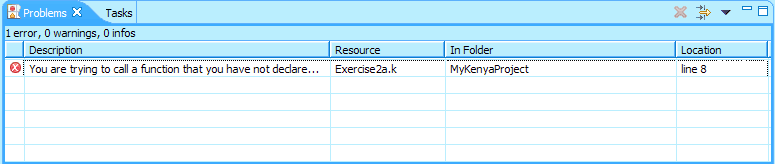 Problems Tasks
1 error, 0 warnings, 0 infos
Description Resource In Folder Location
You are trying to call a function that you have not declare... Exercise2a.k MyKenyaProject line 8